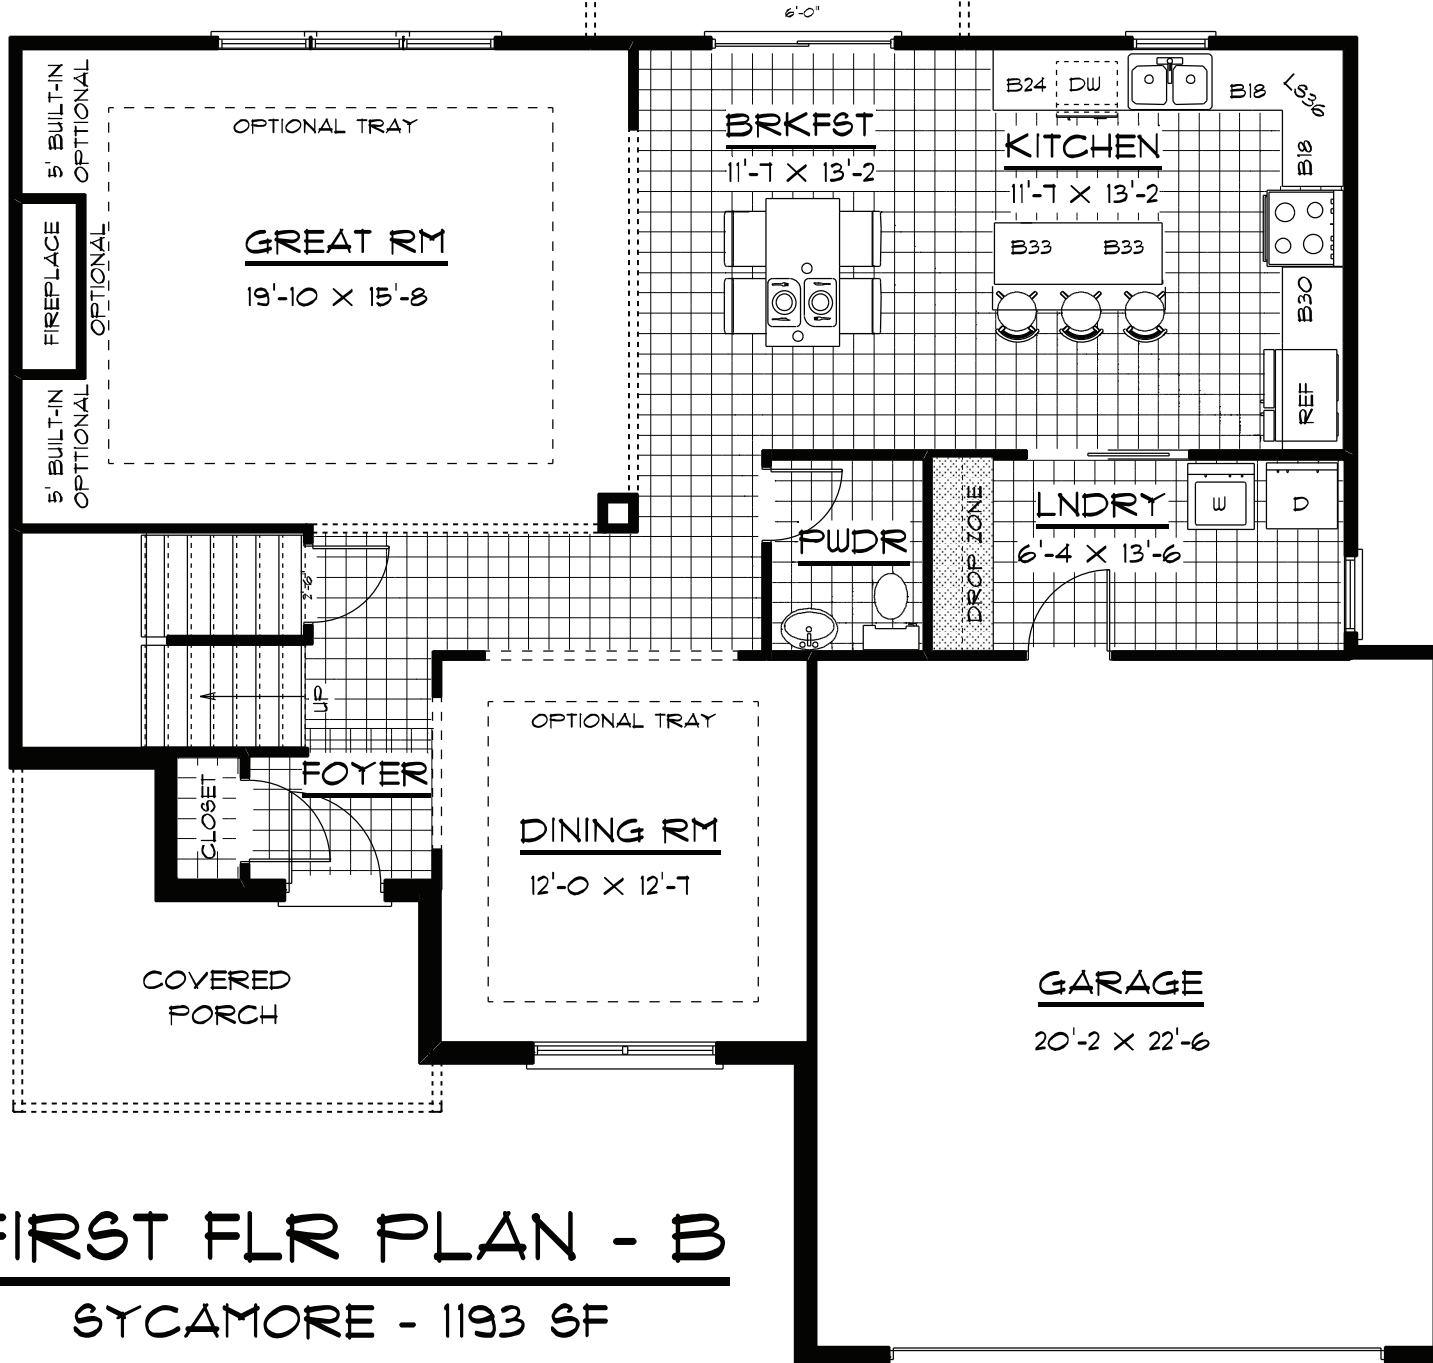 6'-0"
5' BUILT-IN
OPTIONAL
OPTIONAL TRAY
BRKFST
11'-7 X 13'-2
B24
DW
B18
LS36
KITCHEN
11'-7 X 13'-2
B18
GREAT RM
19'-10 X 15'-8
FIREPLACE
OPTIONAL
B33
B33
B30
REF
5' BUILT-IN
OPTIONAL
DROP ZONE
LNDRY
6'-4 X 13'-6
W
D
PWDR
2'-6"
UP
OPTIONAL TRAY
FOYER
CLOSET
DINING RM
12'-0 X 12'-7
COVERED
PORCH
GARAGE
20'-2 X 22'-6
FIRST FLR PLAN - B
SYCAMORE - 1193 SF